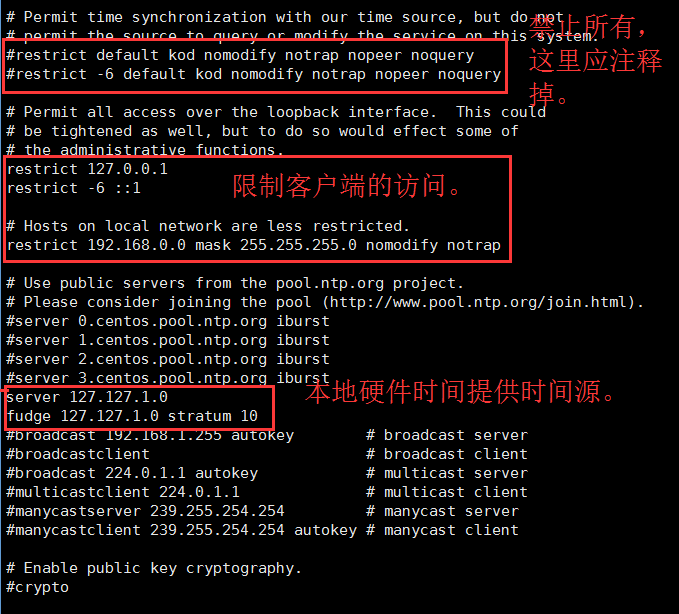 # Permit time synchronization with our time source, but do not
# permit the source to query or modify the service on this system.
#restrict default kod nomodify notrap nopeer noquery
#restrict -6 default kod nomodify notrap nopeer noquery
禁止所有，
这里应注释
掉。
# Permit all access over the loopback interface.  This could
# be tightened as well, but to do so would effect some of
# the administrative functions.
restrict 127.0.0.1
restrict -6 ::1
限制客户端的访问。
# Hosts on local network are less restricted.
restrict 192.168.0.0 mask 255.255.255.0 nomodify notrap
# Use public servers from the pool.ntp.org project.
# Please consider joining the pool (http://www.pool.ntp.org/join.html).
#server 0.centos.pool.ntp.org iburst
#server 1.centos.pool.ntp.org iburst
#server 2.centos.pool.ntp.org iburst
#server 3.centos.pool.ntp.org iburst
server 127.127.1.0
fudge 127.127.1.0 stratum 10
本地硬件时间提供时间源。
#broadcast 192.168.1.255 autokey        # broadcast server
#broadcastclient                        # broadcast client
#broadcast 224.0.1.1 autokey            # multicast server
#multicastclient 224.0.1.1              # multicast client
#manycastserver 239.255.254.254         # manycast server
#manycastclient 239.255.254.254 autokey # manycast client
# Enable public key cryptography.
#crypto